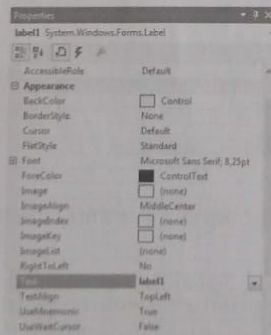 Properties
label1 System.Windows.Forms.Label
AccessibleRole Default
Appearance
BackColor Control
BorderStyle None
Cursor Default
FlatStyle Standard
Font Microsoft Sans Serif; 8,25pt
ForeColor ControlText
Image (none)
ImageAlign MiddleCenter
ImageIndex (none)
ImageKey (none)
ImageList (none)
RightToLeft No
Text label1
TextAlign TopLeft
UseMnemonic True
UseWaitCursor False